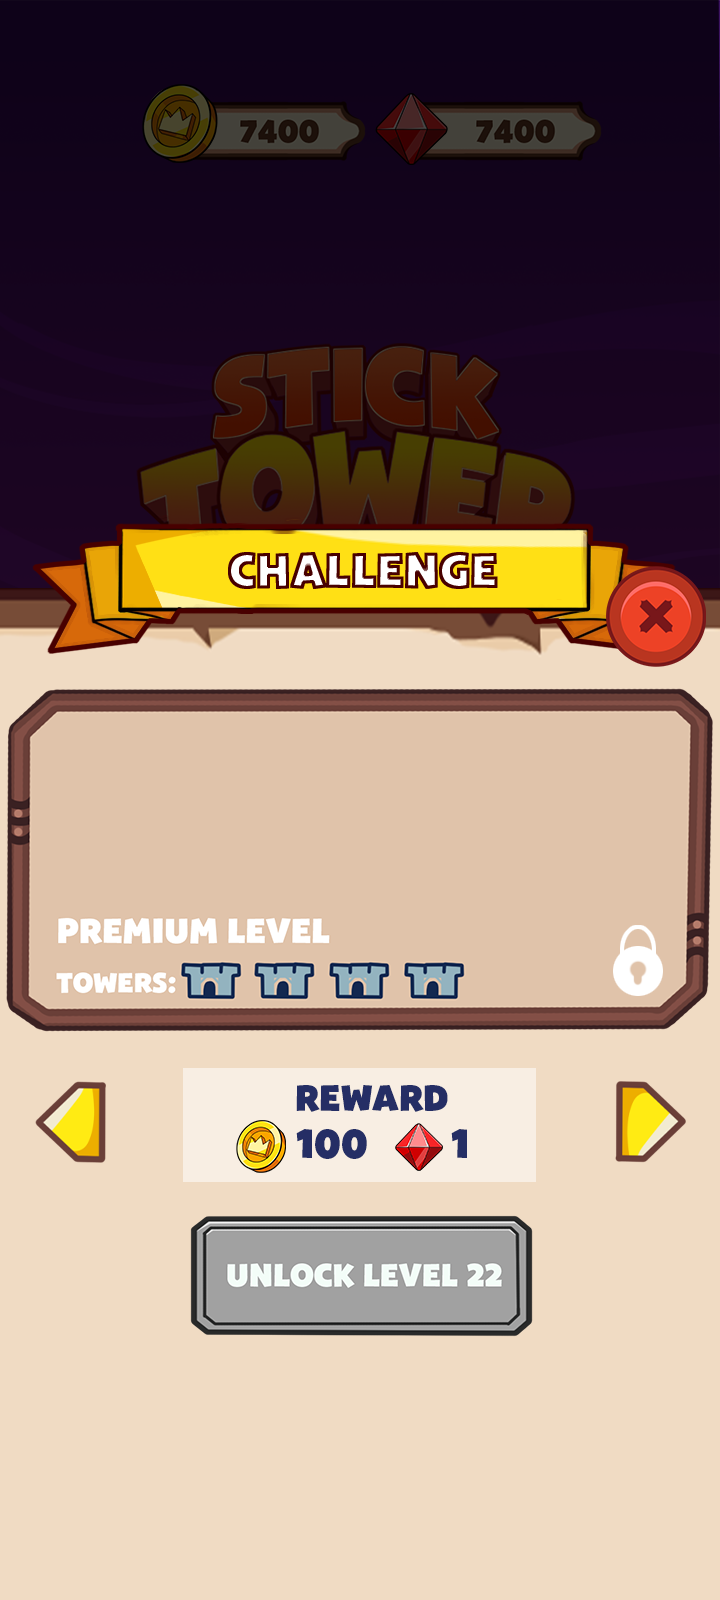 7400 7400
STICK
TOWER
CHALLENGE
PREMIUM LEVEL
TOWERS:
REWARD
100 1
UNLOCK LEVEL 22